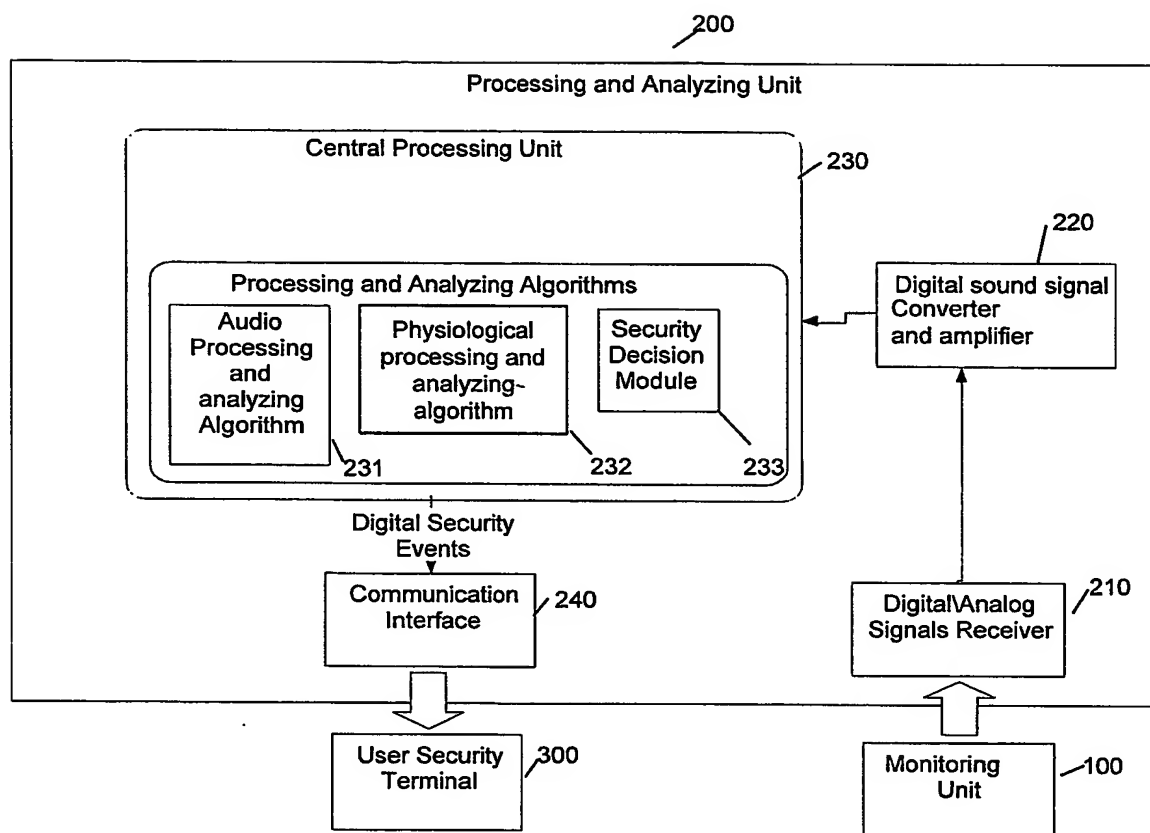 200
Processing and Analyzing Unit
Central Processing Unit
230
220
Processing and Analyzing Algorithms
Digital sound signal
Converter
and amplifier
Audio
Processing
and
analyzing
Algorithm
231
Physiological
processing and
analyzing-
algorithm
232
Security
Decision
Module
233
Digital Security
Events
Communication
Interface
240
Digital\Analog
Signals Receiver
210
User Security
Terminal
300
Monitoring
Unit
100